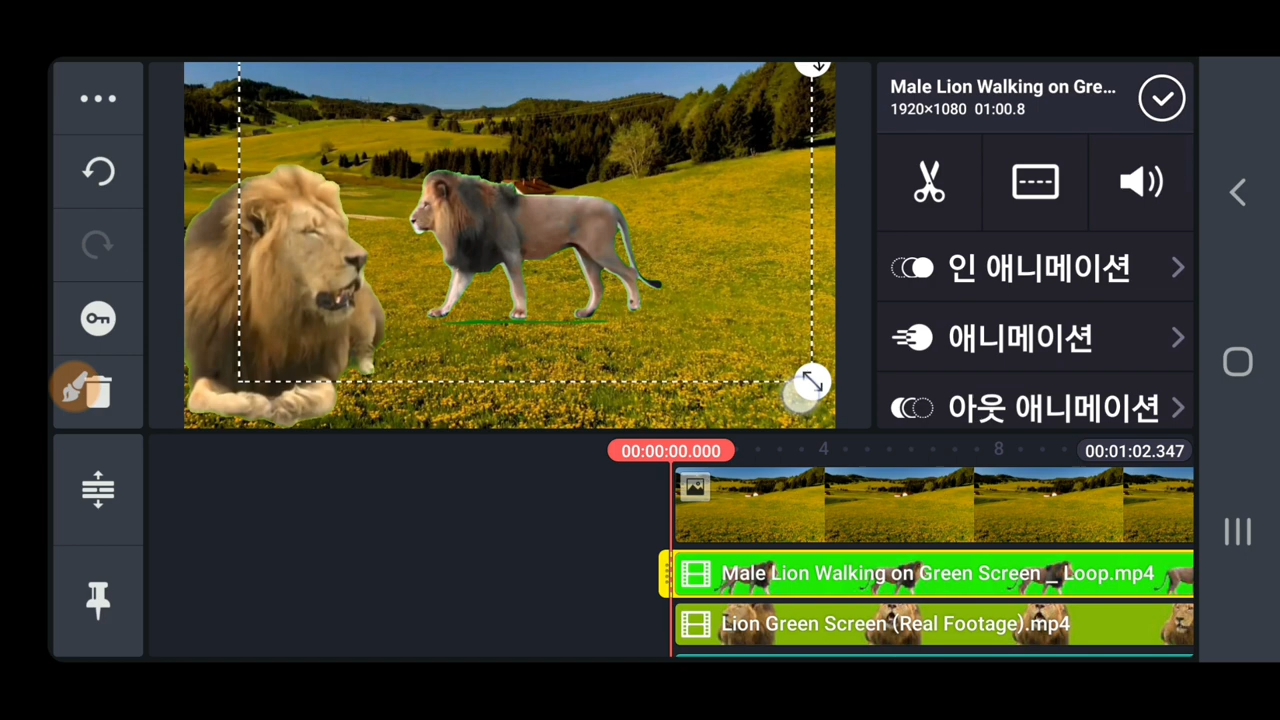 Male Lion Walking on Gre...
1920×1080 01:00.8
인 애니메이션
애니메이션
아웃 애니메이션
00:00:00.000
4
8
00:01:02.347
Male Lion Walking on Green Screen _ Loop.mp4
Lion Green Screen (Real Footage).mp4